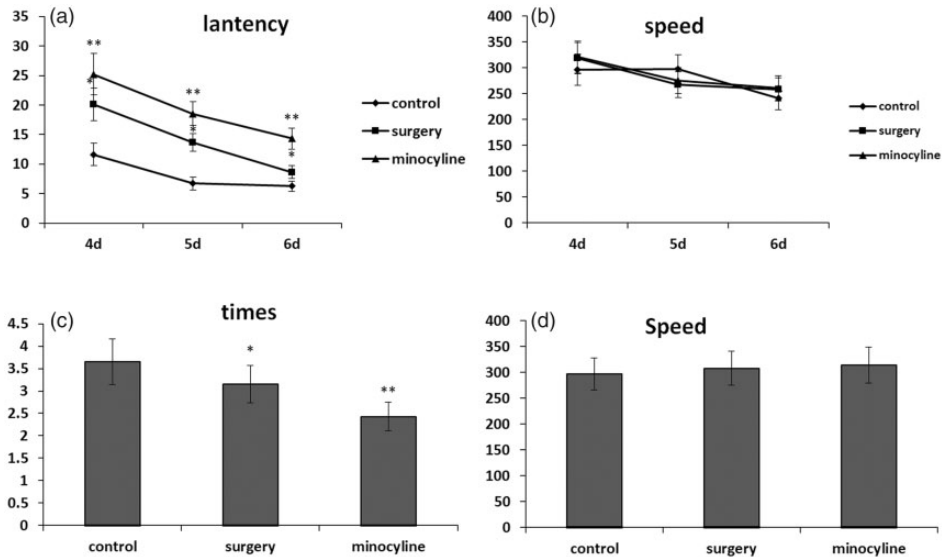 (a)
lantency
35
30
25
20
15
10
5
0
**
*
**
*
**
*
4d
5d
6d
control
surgery
minocyline
(b)
speed
400
350
300
250
200
150
100
50
0
4d
5d
6d
control
surgery
minocyline
(c)
times
4.5
4
3.5
3
2.5
2
1.5
1
0.5
0
*
**
control
surgery
minocyline
(d)
Speed
400
350
300
250
200
150
100
50
0
control
surgery
minocyline